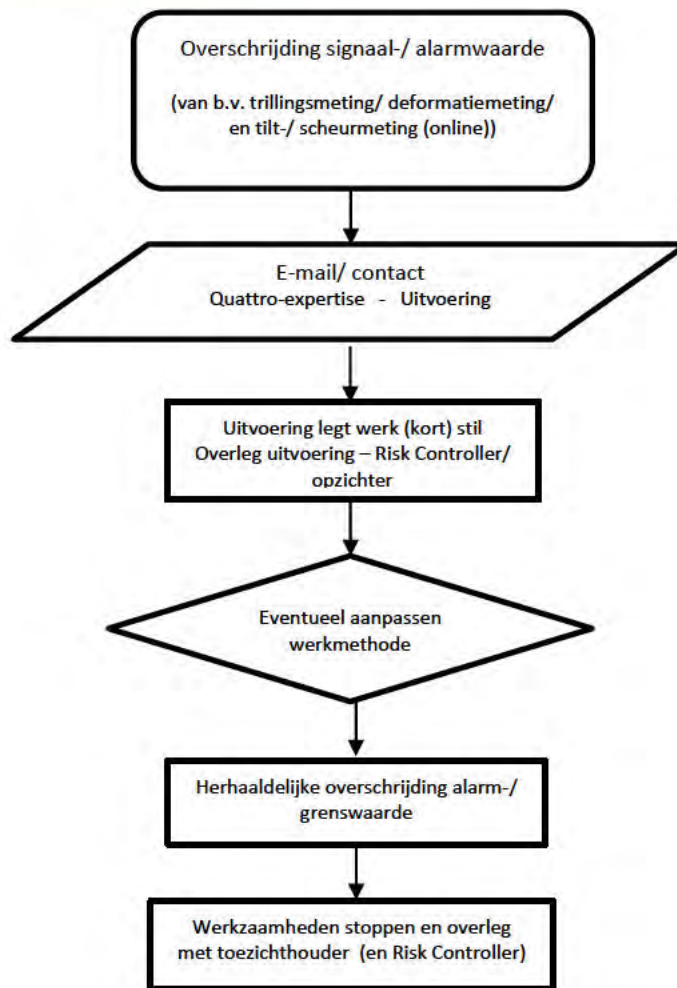 Overschrijding signaal-/ alarmwaarde
(van b.v. trillingsmeting/ deformatiemeting/
en tilt-/ scheurmeting (online))
E-mail/ contact
Quattro-expertise - Uitvoering
Uitvoering legt werk (kort) stil
Overleg uitvoering – Risk Controller/
opzichter
Eventueel aanpassen
werkmethode
Herhaaldelijke overschrijding alarm-/
grenswaarde
Werkzaamheden stoppen en overleg
met toezichthouder (en Risk Controller)